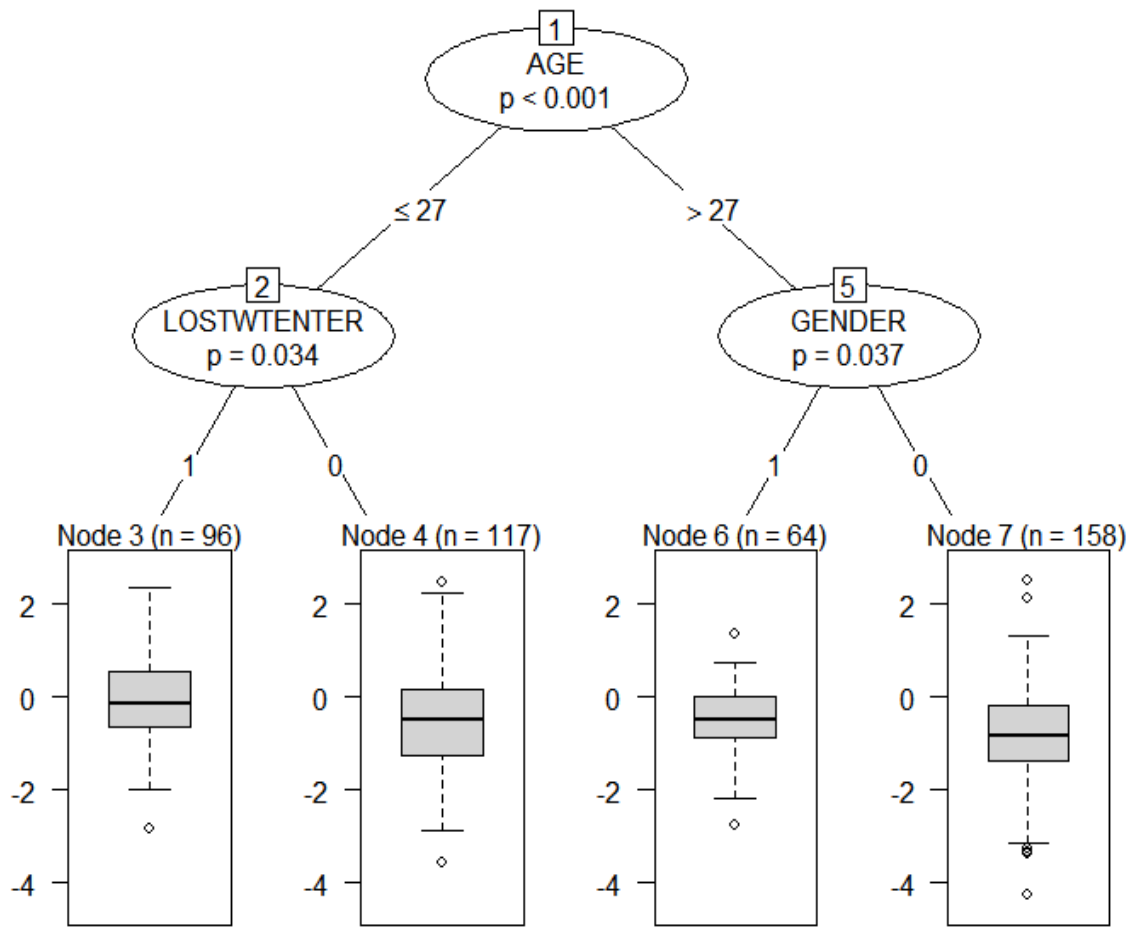 1
AGE
p < 0.001
≤ 27
> 27
2
LOSTWTENTER
p = 0.034
5
GENDER
p = 0.037
1
0
1
0
Node 3 (n = 96)
2
0
-2
-4
Node 4 (n = 117)
2
0
-2
-4
Node 6 (n = 64)
2
0
-2
-4
Node 7 (n = 158)
2
0
-2
-4